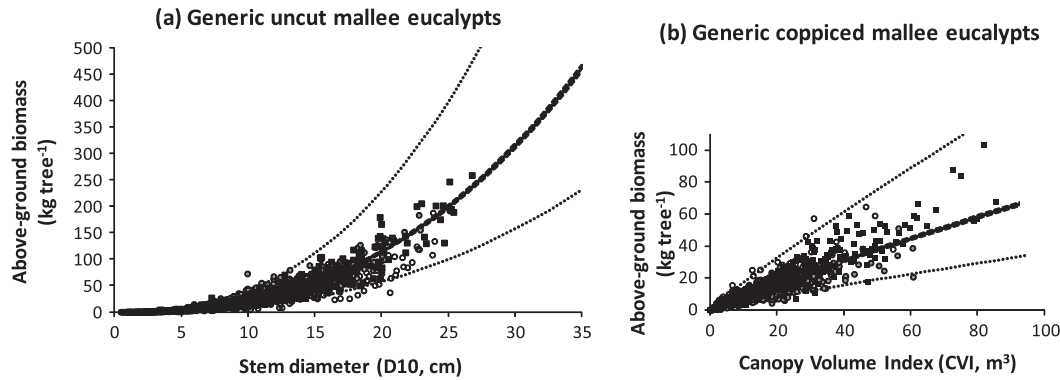 (a) Generic uncut mallee eucalypts
500
450
400
350
300
250
200
150
100
50
0
0 5 10 15 20 25 30 35
Above-ground biomass
(kg tree⁻¹)
Stem diameter (D10, cm)
(b) Generic coppiced mallee eucalypts
100
80
60
40
20
0
0 20 40 60 80 100
Above-ground biomass
(kg tree⁻¹)
Canopy Volume Index (CVI, m³)